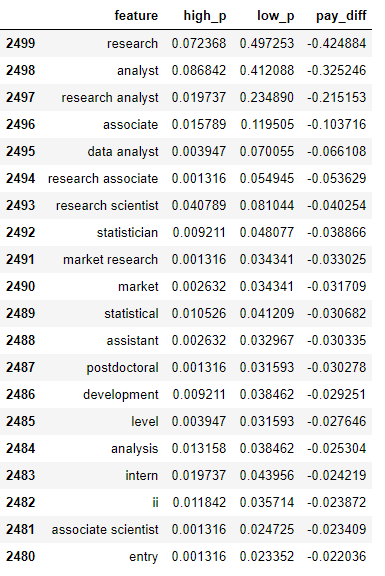 feature high_p low_p pay_diff
2499 research 0.072368 0.497253 -0.424884
2498 analyst 0.086842 0.412088 -0.325246
2497 research analyst 0.019737 0.234890 -0.215153
2496 associate 0.015789 0.119505 -0.103716
2495 data analyst 0.003947 0.070055 -0.066108
2494 research associate 0.001316 0.054945 -0.053629
2493 research scientist 0.040789 0.081044 -0.040254
2492 statistician 0.009211 0.048077 -0.038866
2491 market research 0.001316 0.034341 -0.033025
2490 market 0.002632 0.034341 -0.031709
2489 statistical 0.010526 0.041209 -0.030682
2488 assistant 0.002632 0.032967 -0.030335
2487 postdoctoral 0.001316 0.031593 -0.030278
2486 development 0.009211 0.038462 -0.029251
2485 level 0.003947 0.031593 -0.027646
2484 analysis 0.013158 0.038462 -0.025304
2483 intern 0.019737 0.043956 -0.024219
2482 ii 0.011842 0.035714 -0.023872
2481 associate scientist 0.001316 0.024725 -0.023409
2480 entry 0.001316 0.023352 -0.022036